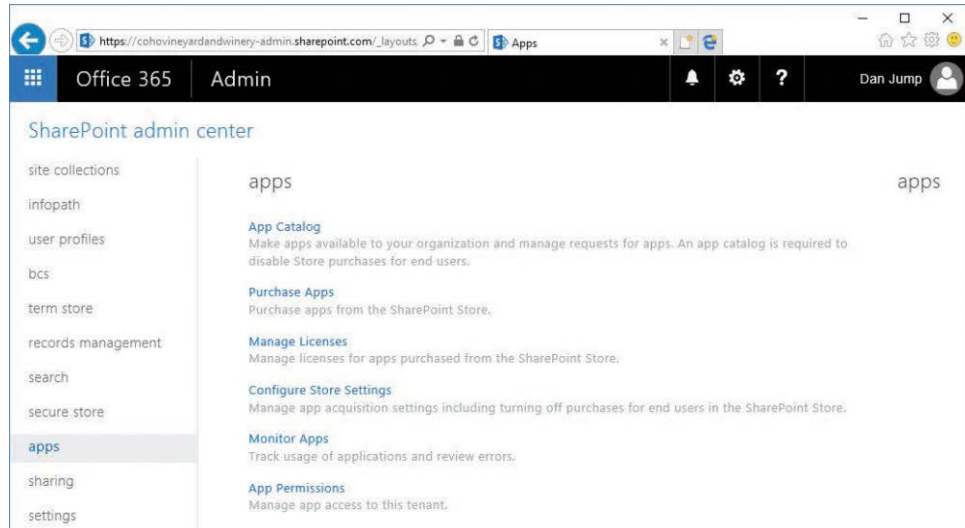 https://cohovineyardandwinery-admin.sharepoint.com/_layouts
Apps
Office 365
Admin
?
Dan Jump
SharePoint admin center
site collections
infopath
user profiles
bcs
term store
records management
search
secure store
apps
sharing
settings
apps
apps
App Catalog
Make apps available to your organization and manage requests for apps. An app catalog is required to
disable Store purchases for end users.
Purchase Apps
Purchase apps from the SharePoint Store.
Manage Licenses
Manage licenses for apps purchased from the SharePoint Store.
Configure Store Settings
Manage app acquisition settings including turning off purchases for end users in the SharePoint Store.
Monitor Apps
Track usage of applications and review errors.
App Permissions
Manage app access to this tenant.